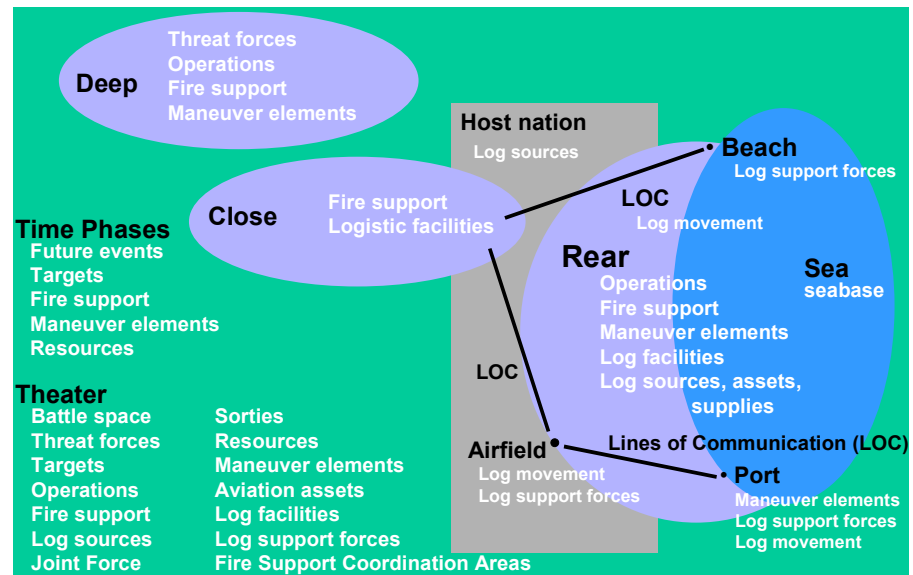 Deep
Threat forces
Operations
Fire support
Maneuver elements
Host nation
Log sources
Beach
Log support forces
LOC
Log movement
Close
Fire support
Logistic facilities
Time Phases
Future events
Targets
Fire support
Maneuver elements
Resources
Rear
Operations
Fire support
Maneuver elements
Log facilities
Log sources, assets,
supplies
Sea
seabase
LOC
Theater
Battle space
Threat forces
Targets
Operations
Fire support
Log sources
Joint Force
Sorties
Resources
Maneuver elements
Aviation assets
Log facilities
Log support forces
Fire Support Coordination Areas
Airfield
Log movement
Log support forces
Lines of Communication (LOC)
Port
Maneuver elements
Log support forces
Log movement